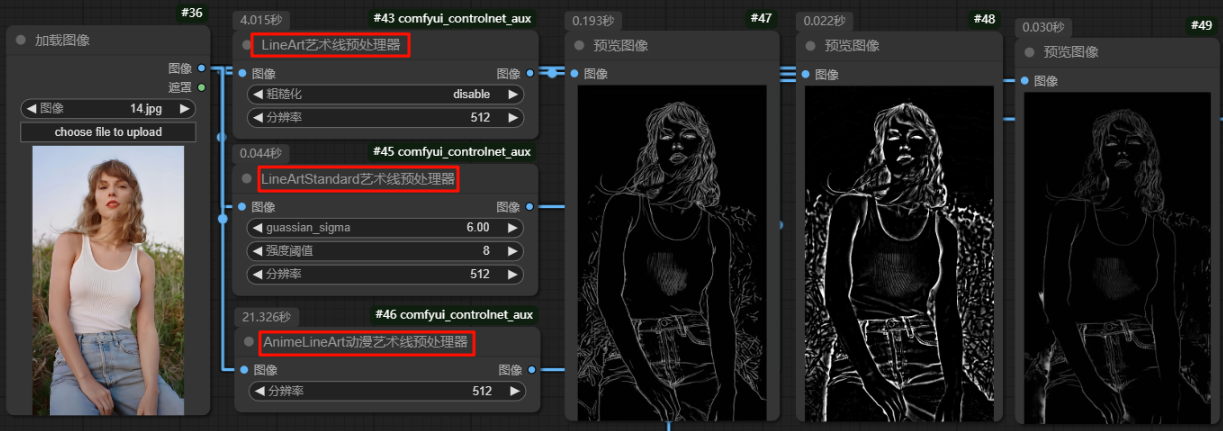 #36
加载图像
图像
遮罩
图像 14.jpg
choose file to upload
4.015秒
#43 comfyui_controlnet_aux
LineArt艺术线预处理器
图像 图像
粗糙化 disable
分辨率 512
0.044秒
#45 comfyui_controlnet_aux
LineArtStandard艺术线预处理器
图像 图像
guassian_sigma 6.00
强度阈值 8
分辨率 512
21.326秒
#46 comfyui_controlnet_aux
AnimeLineArt动漫艺术线预处理器
图像 图像
分辨率 512
0.193秒
#47
预览图像
图像
0.022秒
#48
预览图像
图像
0.030秒
#49
预览图像
图像